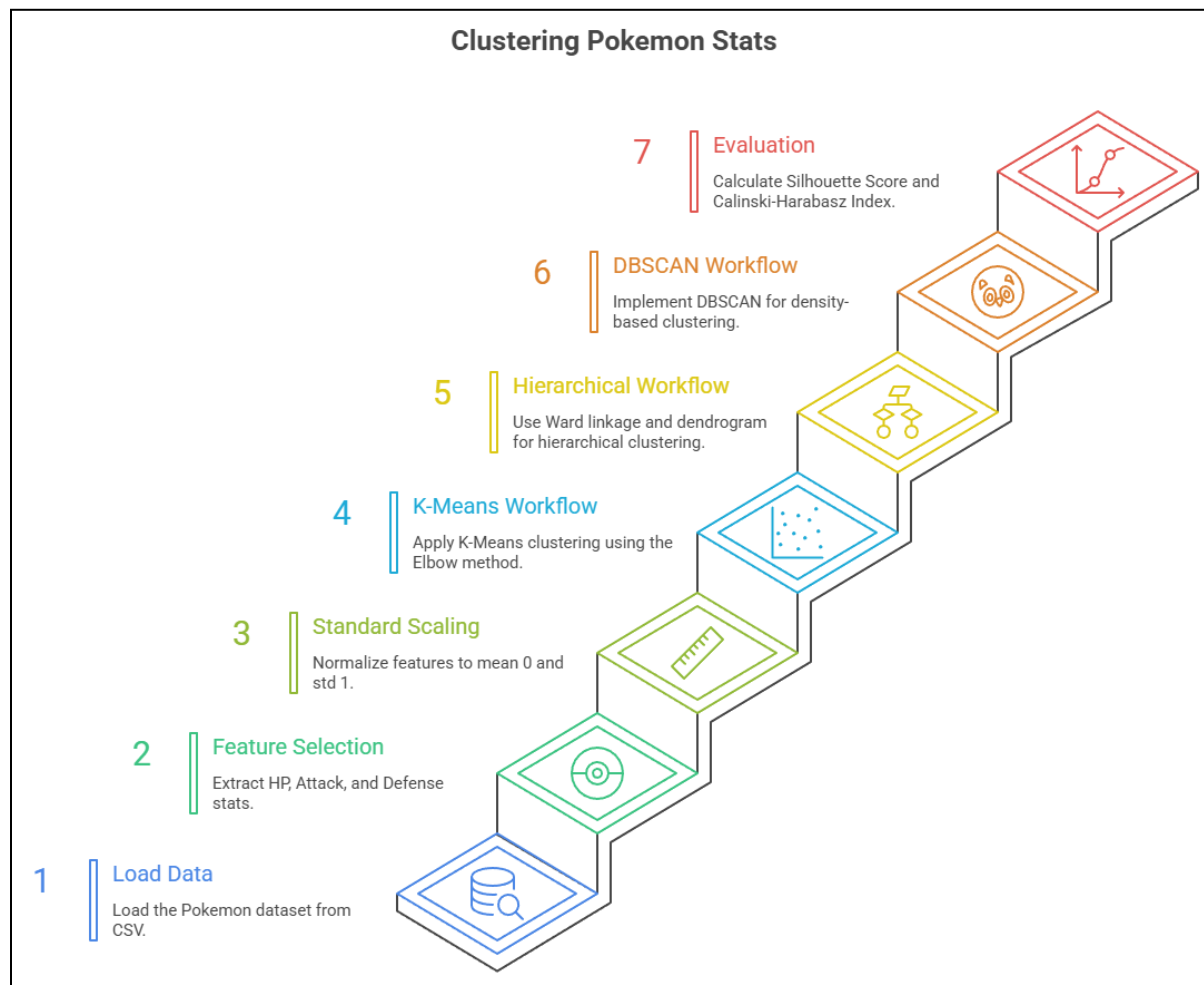 Clustering Pokemon Stats
7
Evaluation
Calculate Silhouette Score and
Calinski-Harabasz Index.
6
DBSCAN Workflow
Implement DBSCAN for density-
based clustering.
5
Hierarchical Workflow
Use Ward linkage and dendrogram
for hierarchical clustering.
4
K-Means Workflow
Apply K-Means clustering using the
Elbow method.
3
Standard Scaling
Normalize features to mean 0 and
std 1.
2
Feature Selection
Extract HP, Attack, and Defense
stats.
1
Load Data
Load the Pokemon dataset from
CSV.